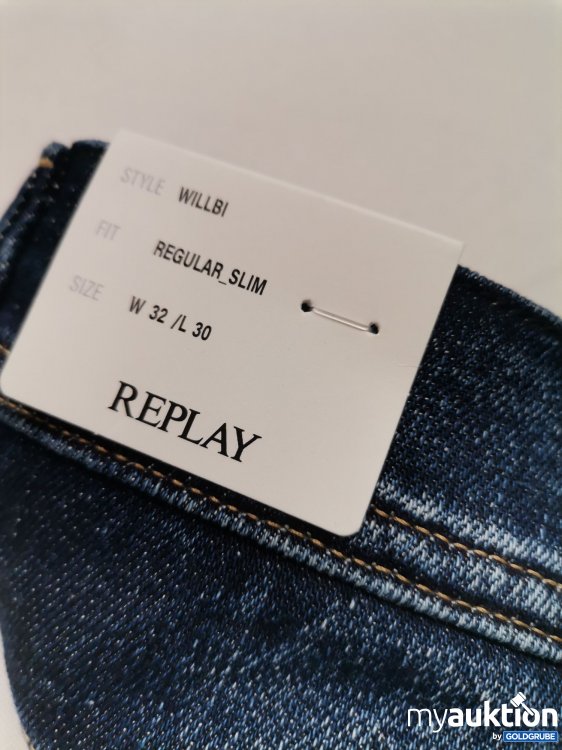 STYLE WILLBI
FIT REGULAR_SLIM
SIZE W 32 /L 30
REPLAY
myauktion
by GOLDGRUBE